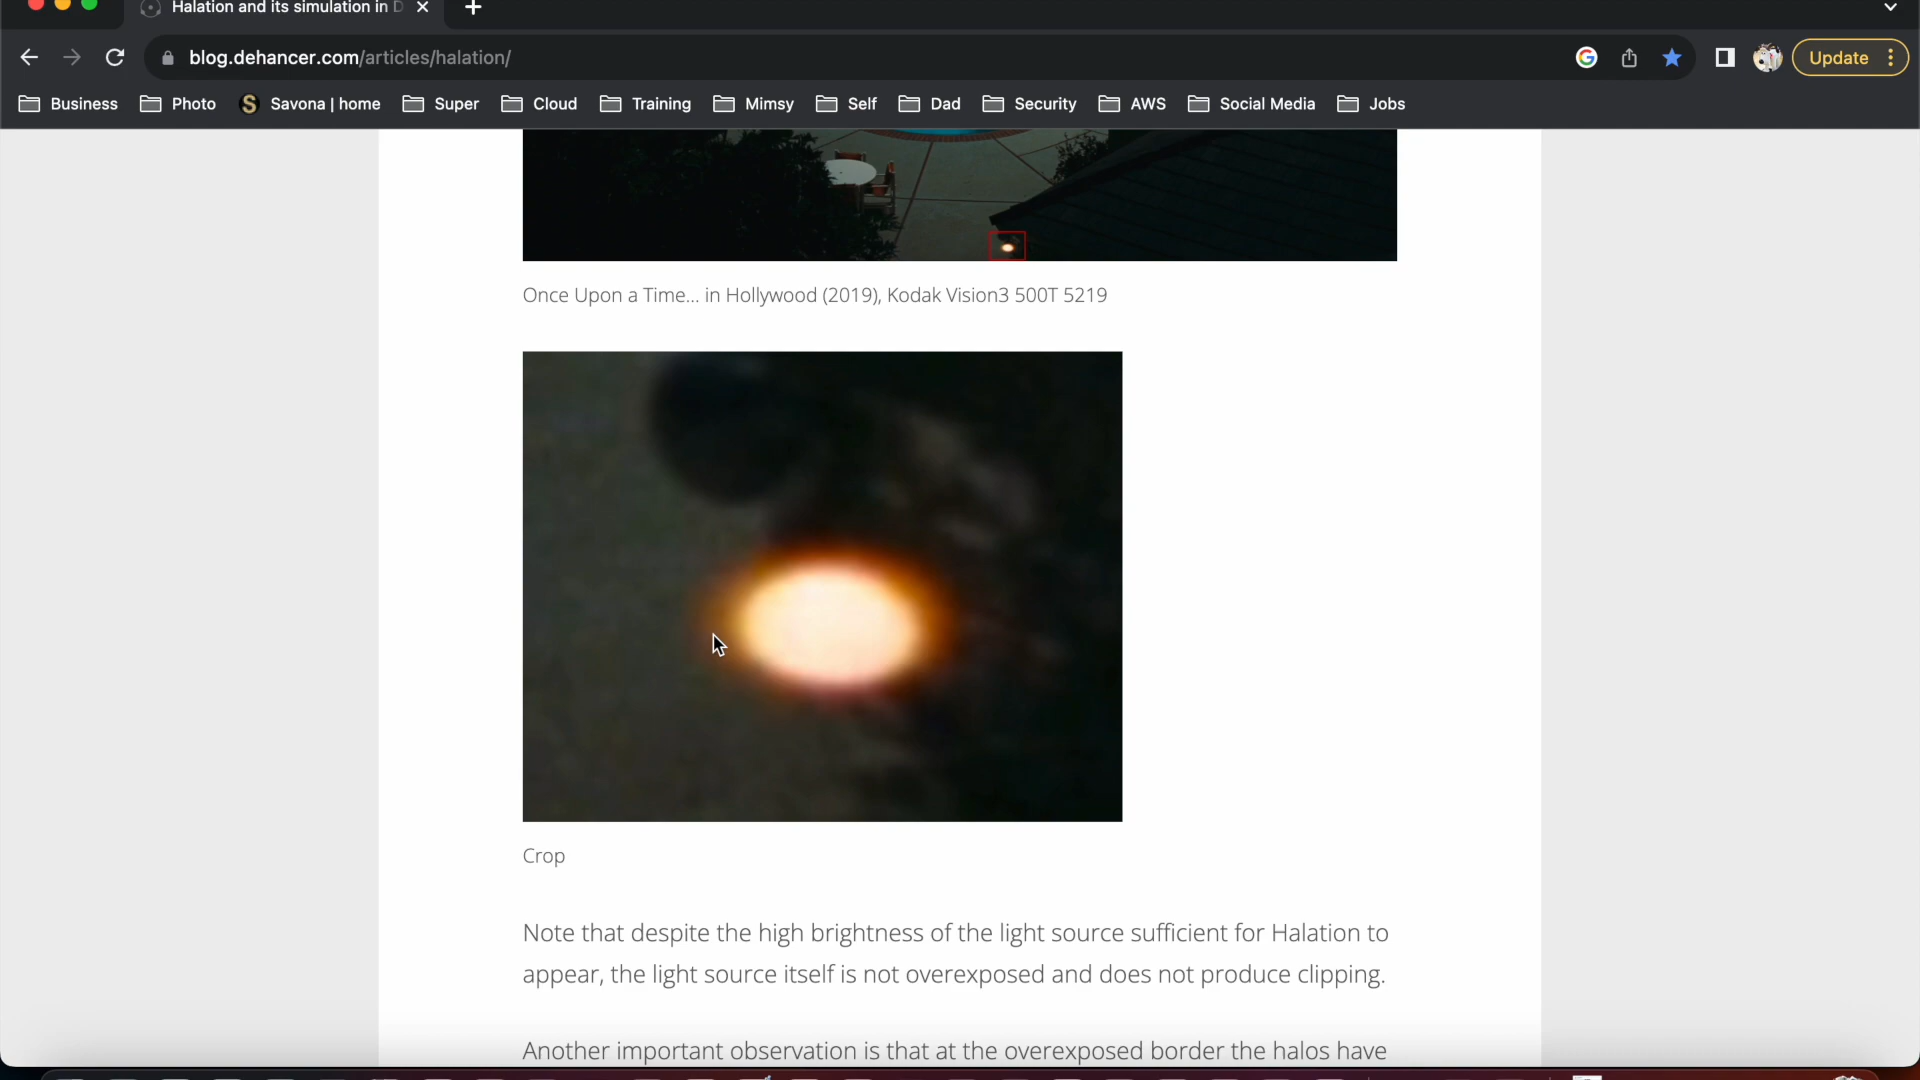 Halation and its simulation in D
blog.dehancer.com/articles/halation/
Update
Business
Photo
Savona | home
Super
Cloud
Training
Mimsy
Self
Dad
Security
AWS
Social Media
Jobs
Once Upon a Time... in Hollywood (2019), Kodak Vision3 500T 5219
Crop
Note that despite the high brightness of the light source sufficient for Halation to
appear, the light source itself is not overexposed and does not produce clipping.
Another important observation is that at the overexposed border the halos have